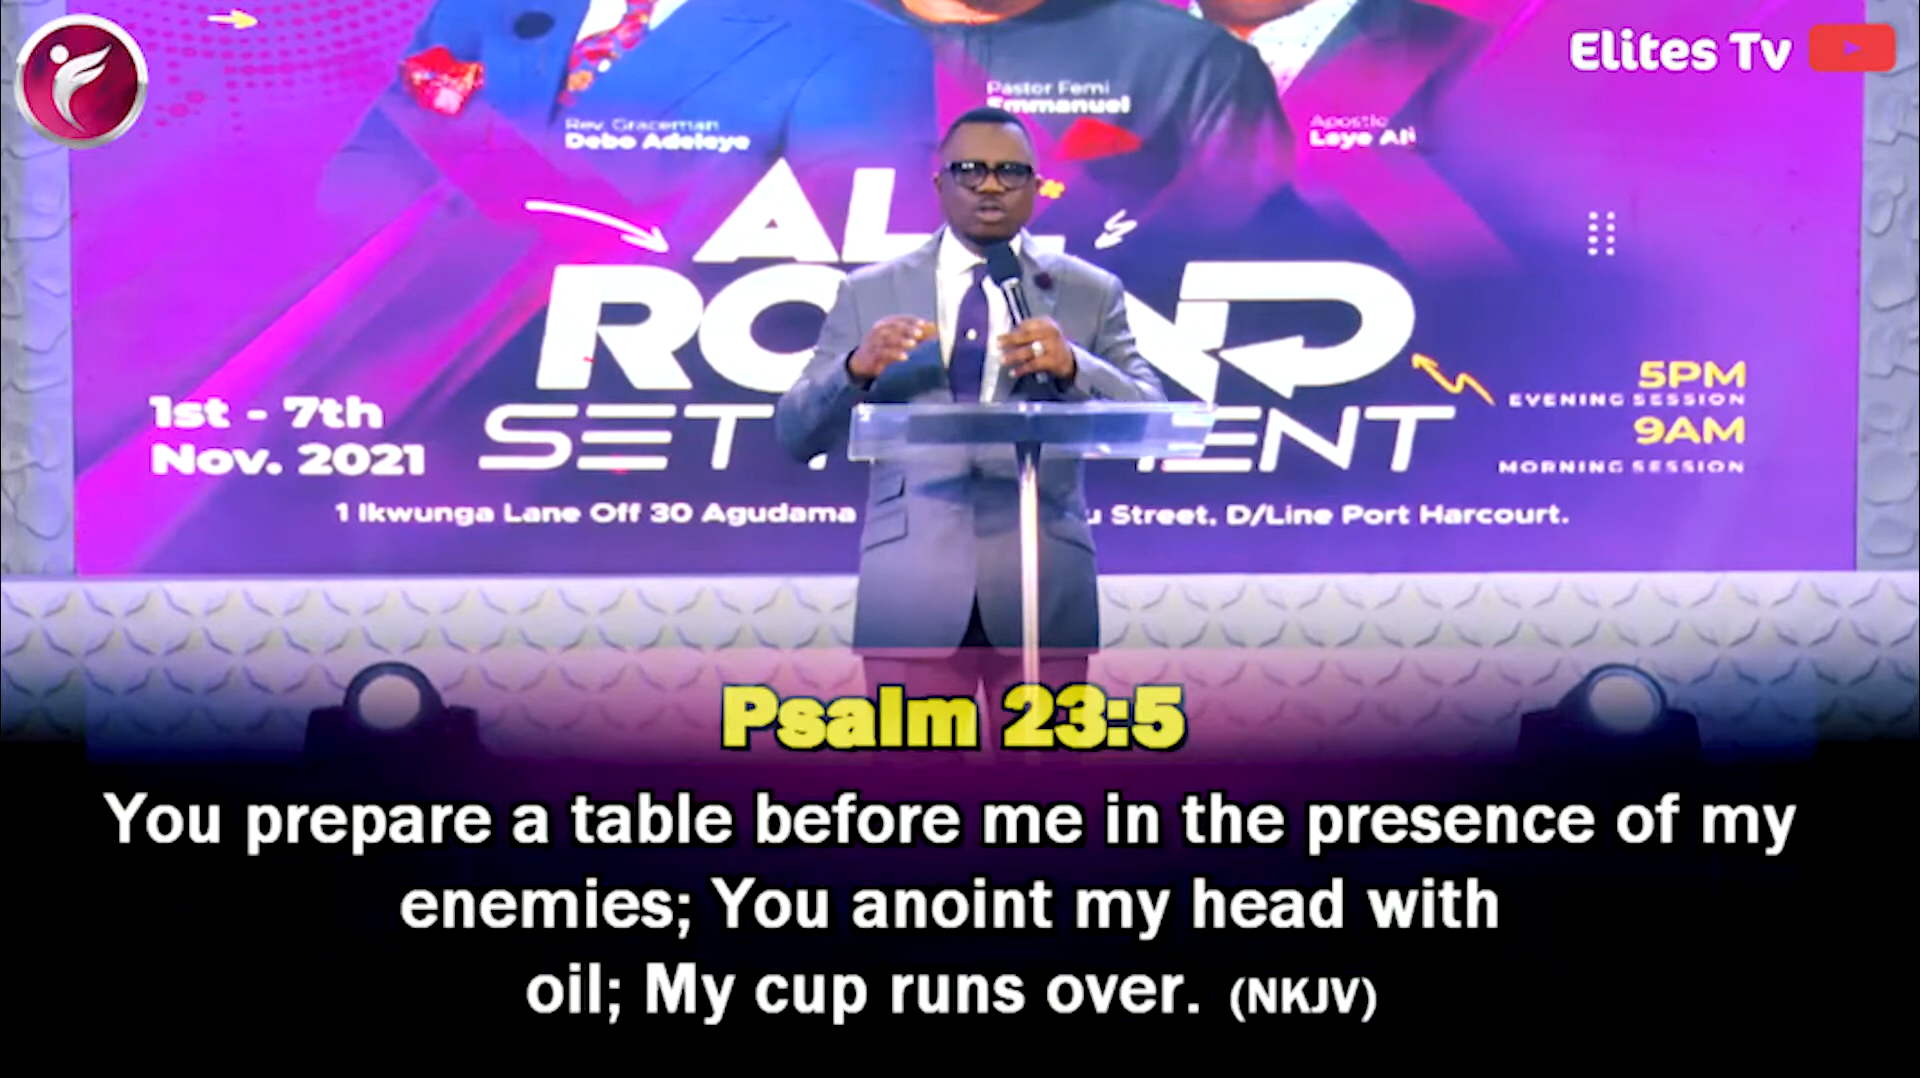 Elites Tv
Pastor Femi
Emmanuel
Rev. Graceman
Debo Adeleye
Apostle
Leye Ali
ALL
ROUND
SETTLEMENT
1st - 7th
Nov. 2021
5PM
EVENING SESSION
9AM
MORNING SESSION
1 Ikwunga Lane Off 30 Agudama Street, D/Line Port Harcourt.
Psalm 23:5
You prepare a table before me in the presence of my
enemies; You anoint my head with
oil; My cup runs over. (NKJV)